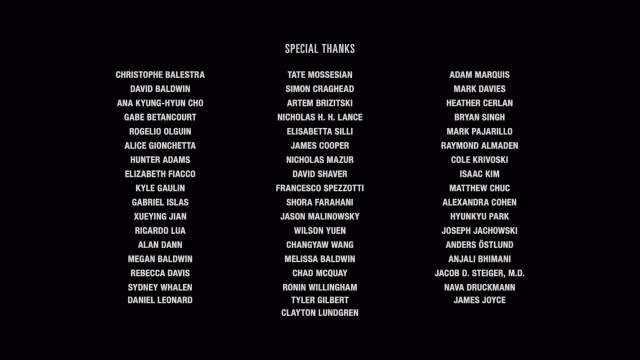 SPECIAL THANKS
CHRISTOPHE BALESTRA
DAVID BALDWIN
ANA KYUNG-HYUN CHO
GABE BETANCOURT
ROGELIO OLGUIN
ALICE GIONCHETTA
HUNTER ADAMS
ELIZABETH FIACCO
KYLE GAULIN
GABRIEL ISLAS
XUEYING JIAN
RICARDO LUA
ALAN DANN
MEGAN BALDWIN
REBECCA DAVIS
SYDNEY WHALEN
DANIEL LEONARD
TATE MOSSESIAN
SIMON CRAGHEAD
ARTEM BRIZITSKI
NICHOLAS H. H. LANCE
ELISABETTA SILLI
JAMES COOPER
NICHOLAS MAZUR
DAVID SHAVER
FRANCESCO SPEZZOTTI
SHORA FARAHANI
JASON MALINOWSKY
WILSON YUEN
CHANGYAW WANG
MELISSA BALDWIN
CHAD MCQUAY
RONIN WILLINGHAM
TYLER GILBERT
CLAYTON LUNDGREN
ADAM MARQUIS
MARK DAVIES
HEATHER CERLAN
BRYAN SINGH
MARK PAJARILLO
RAYMOND ALMADEN
COLE KRIVOSKI
ISAAC KIM
MATTHEW CHUC
ALEXANDRA COHEN
HYUNKYU PARK
JOSEPH JACHOWSKI
ANDERS ÖSTLUND
ANJALI BHIMANI
JACOB D. STEIGER, M.D.
NAVA DRUCKMANN
JAMES JOYCE